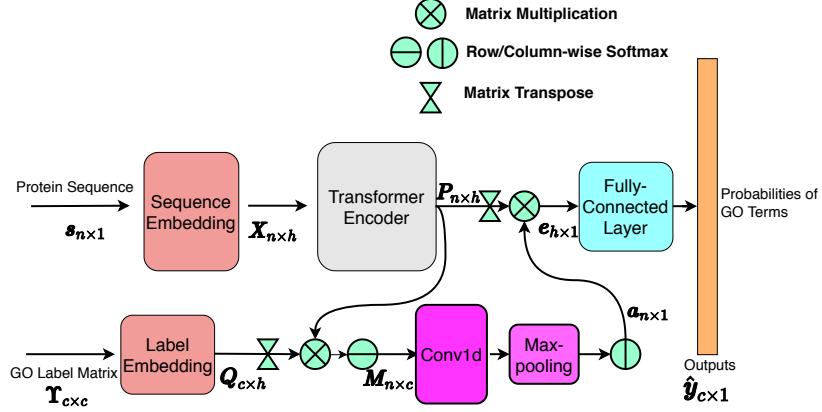 Matrix Multiplication
Row/Column-wise Softmax
Matrix Transpose
Protein Sequence
s_{n×1}
Sequence
Embedding
X_{n×h}
Transformer
Encoder
P_{n×h}
e_{h×1}
Fully-
Connected
Layer
Probabilities of
GO Terms
GO Label Matrix
Υ_{c×c}
Label
Embedding
Q_{c×h}
M_{n×c}
Conv1d
Max-
pooling
a_{n×1}
Outputs
ŷ_{c×1}